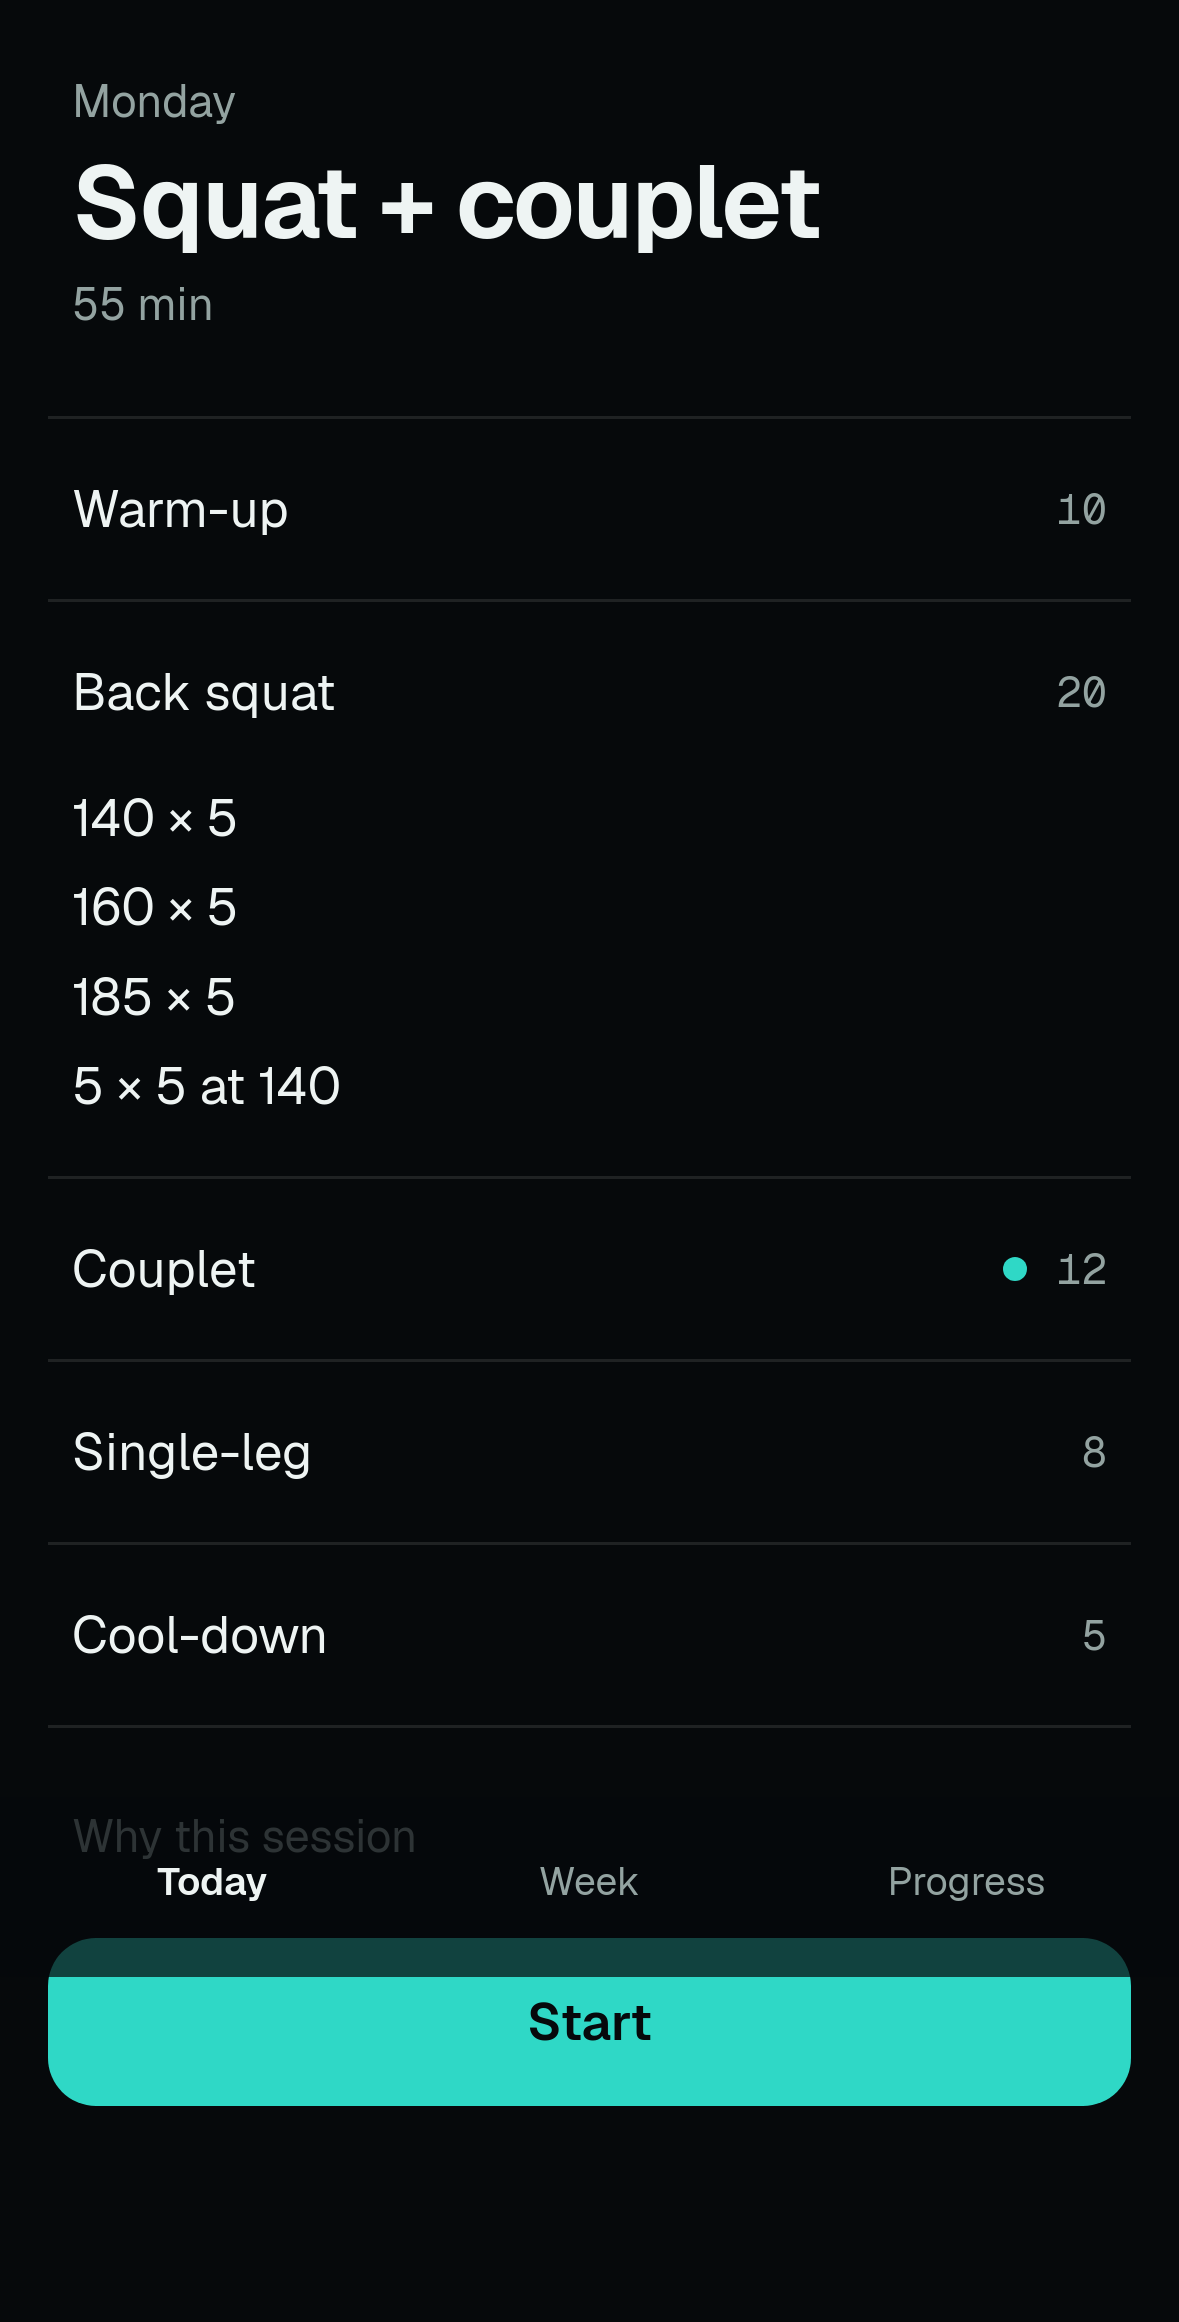 Monday
Squat + couplet
55 min
Warm-up 10
Back squat 20
140 × 5
160 × 5
185 × 5
5 × 5 at 140
Couplet 12
Single-leg 8
Cool-down 5
Why this session
Today Week Progress
Start